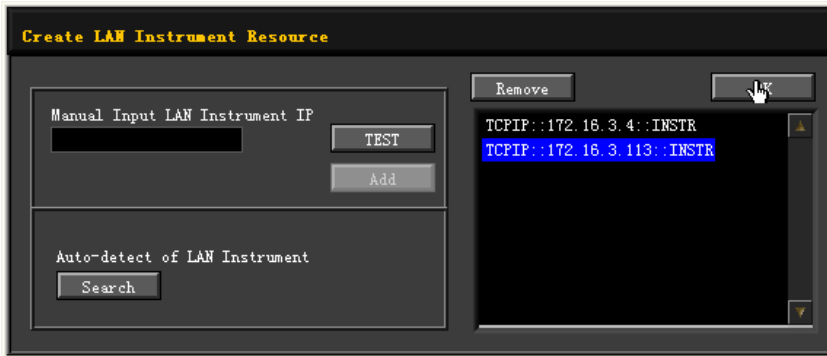 Create LAN Instrument Resource
Manual Input LAN Instrument IP
TEST
Add
Auto-detect of LAN Instrument
Search
Remove
TCPIP::172.16.3.4::INSTR
TCPIP::172.16.3.113::INSTR